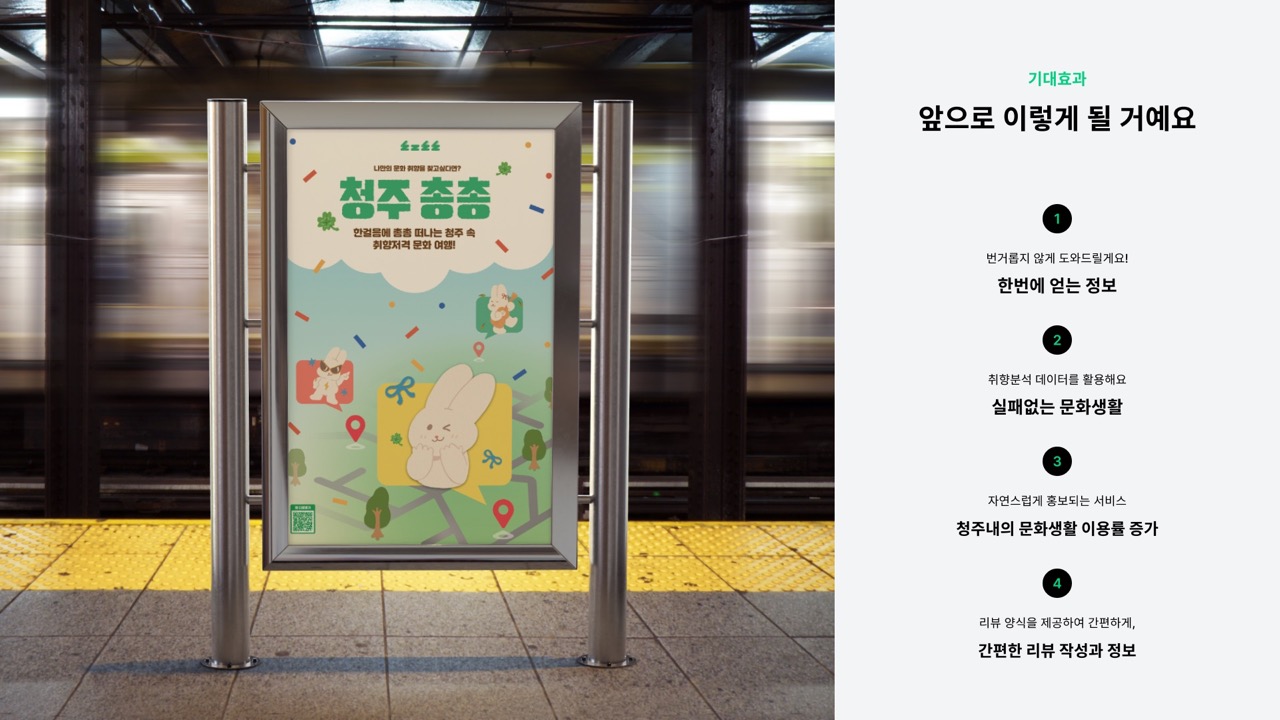 나만의 문화 취향을 찾고싶다면?
청주 총총
한걸음에 총총 떠나는 청주 속
취향저격 문화 여행!
기대효과
앞으로 이렇게 될 거예요
1
번거롭지 않게 도와드릴게요!
한번에 얻는 정보
2
취향분석 데이터를 활용해요
실패없는 문화생활
3
자연스럽게 홍보되는 서비스
청주내의 문화생활 이용률 증가
4
리뷰 양식을 제공하여 간편하게,
간편한 리뷰 작성과 정보